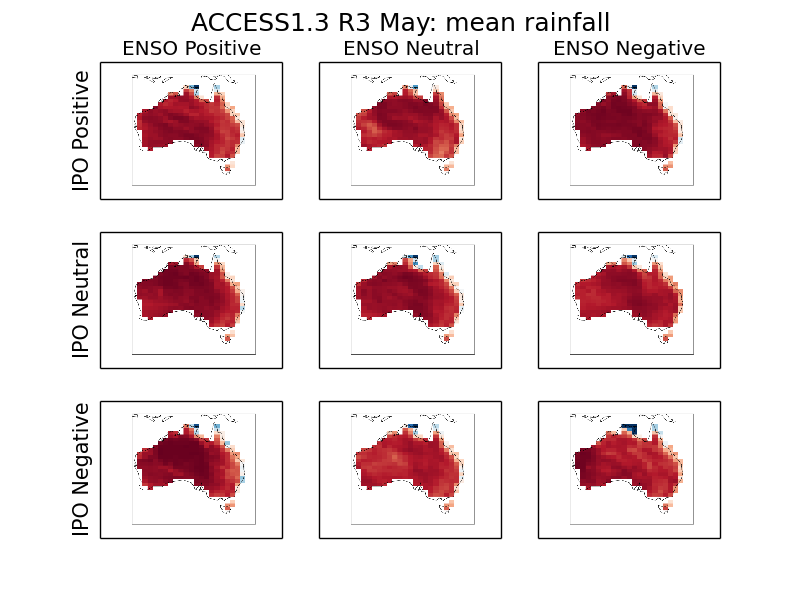 ACCESS1.3 R3 May: mean rainfall
ENSO Positive
ENSO Neutral
ENSO Negative
IPO Positive
IPO Neutral
IPO Negative